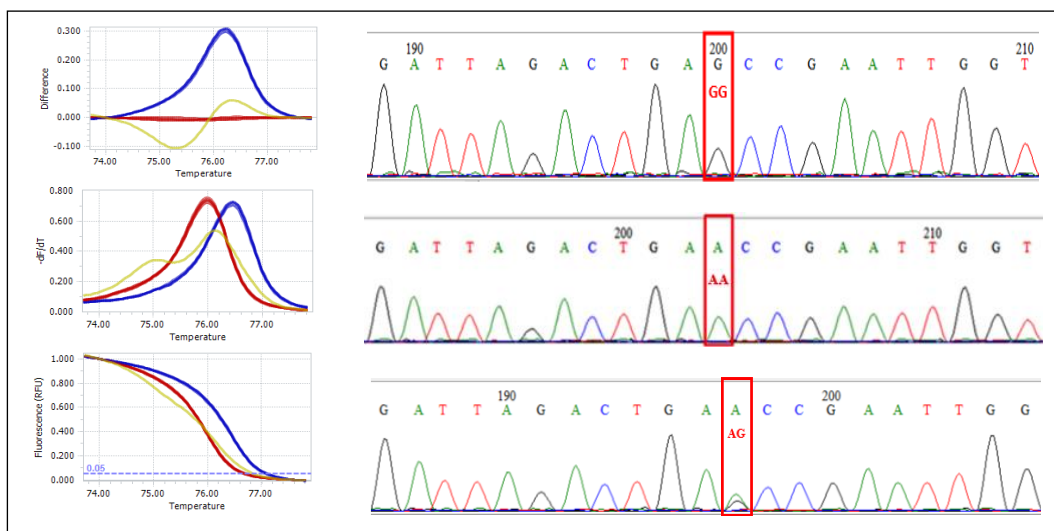 0.300
0.200
0.100
0.000
-0.100
74.00 75.00 76.00 77.00
Difference
Temperature
0.800
0.600
0.400
0.200
0.000
74.00 75.00 76.00 77.00
-dF/dT
Temperature
1.000
0.800
0.600
0.400
0.200
0.000
0.05
74.00 75.00 76.00 77.00
Fluorescence (RFU)
Temperature
190 200 210
G A T T A G A C T G A G C C G A A T T G G T
GG
200 210
G A T T A G A C T G A A C C G A A T T G G T
AA
190 200
G A T T A G A C T G A A C C G A A T T G G
AG